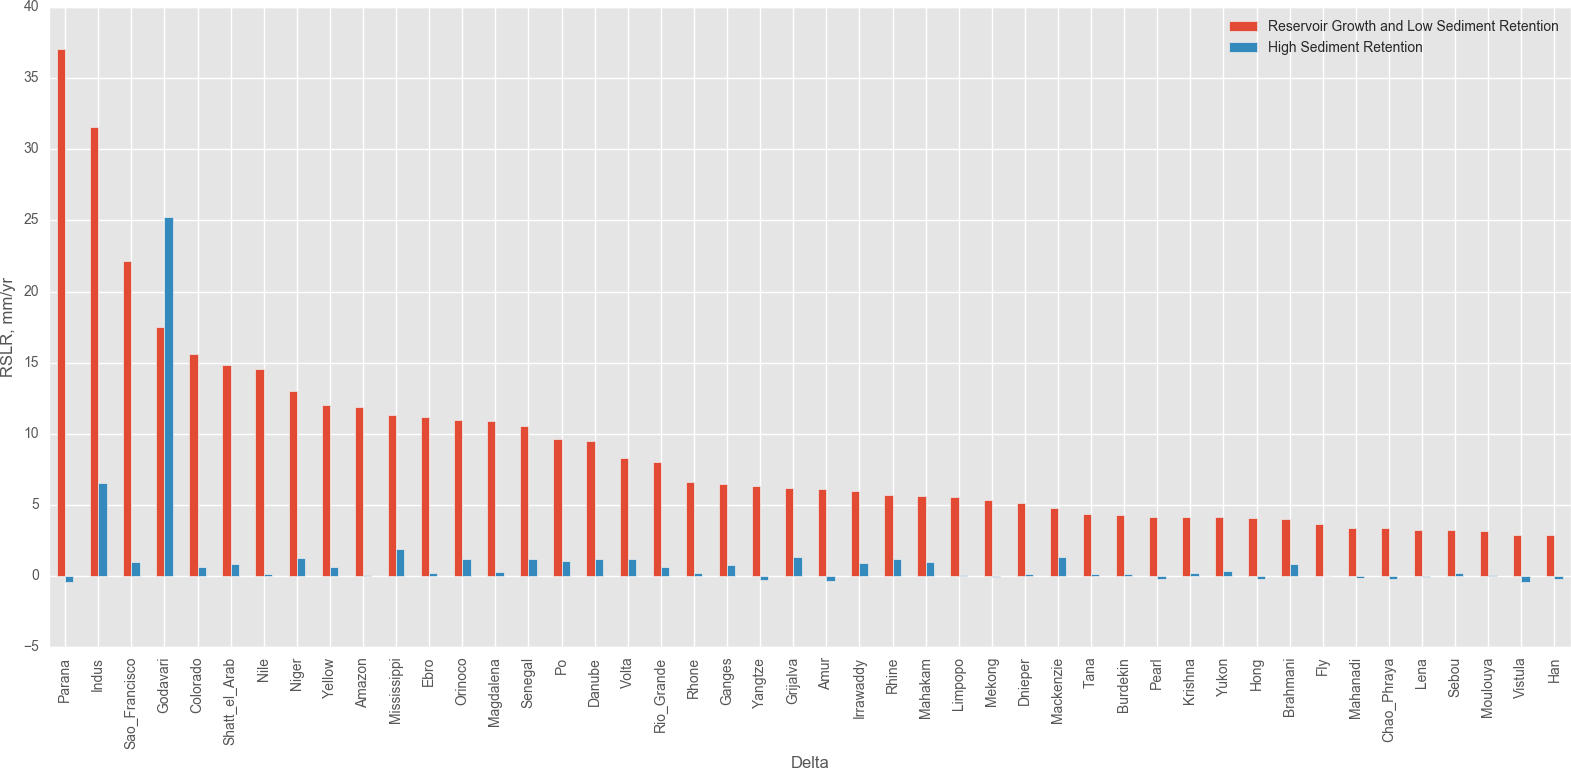 40
35
30
25
20
15
10
5
0
−5
RSLR, mm/yr
Reservoir Growth and Low Sediment Retention
High Sediment Retention
Parana
Indus
Sao_Francisco
Godavari
Colorado
Shatt_el_Arab
Nile
Niger
Yellow
Amazon
Mississippi
Ebro
Orinoco
Magdalena
Senegal
Po
Danube
Volta
Rio_Grande
Rhone
Ganges
Yangtze
Grijalva
Amur
Irrawaddy
Rhine
Mahakam
Limpopo
Mekong
Dnieper
Mackenzie
Tana
Burdekin
Pearl
Krishna
Yukon
Hong
Brahmani
Fly
Mahanadi
Chao_Phraya
Lena
Sebou
Moulouya
Vistula
Han
Delta